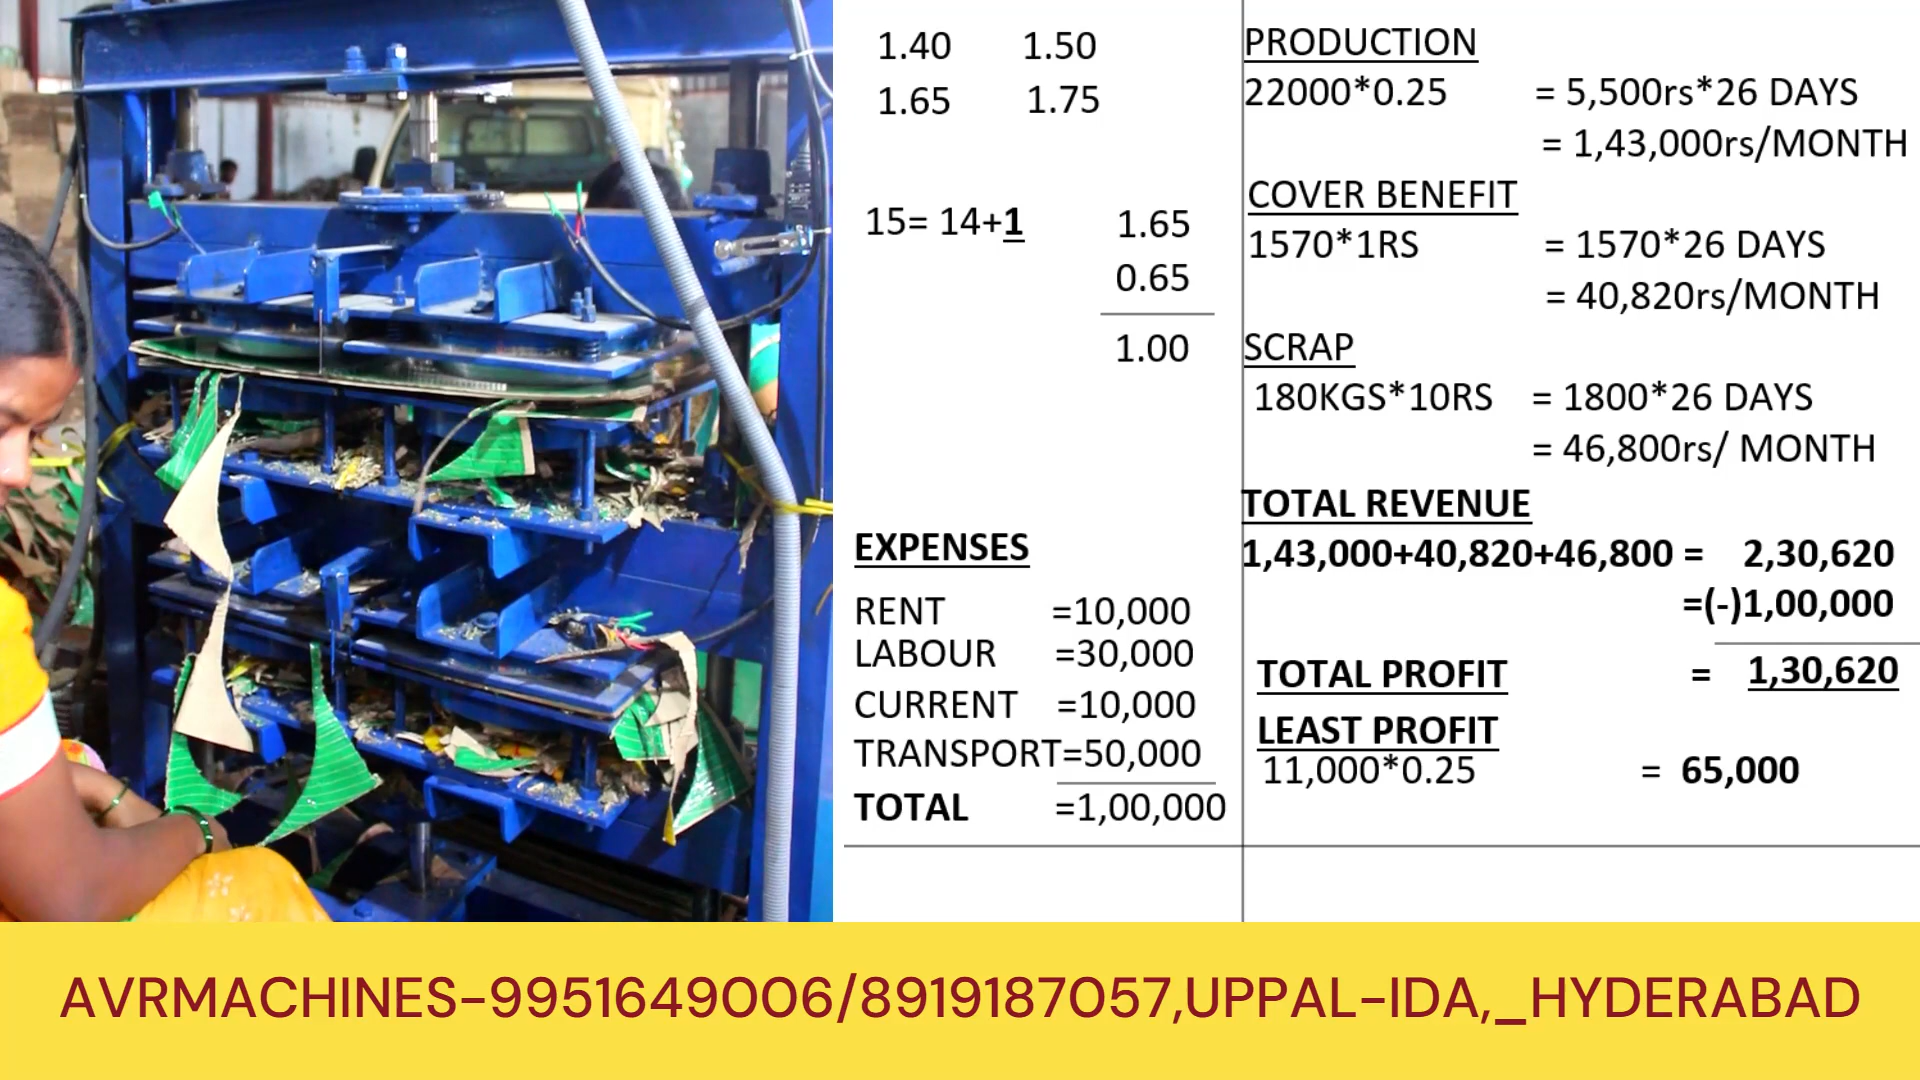 1.40 1.50
1.65 1.75
15= 14+1 1.65
0.65
1.00
EXPENSES
RENT =10,000
LABOUR =30,000
CURRENT =10,000
TRANSPORT=50,000
TOTAL =1,00,000
PRODUCTION
22000*0.25 = 5,500rs*26 DAYS
= 1,43,000rs/MONTH
COVER BENEFIT
1570*1RS = 1570*26 DAYS
= 40,820rs/MONTH
SCRAP
180KGS*10RS = 1800*26 DAYS
= 46,800rs/ MONTH
TOTAL REVENUE
1,43,000+40,820+46,800 = 2,30,620
=(-)1,00,000
TOTAL PROFIT = 1,30,620
LEAST PROFIT
11,000*0.25 = 65,000
AVRMACHINES-9951649006/8919187057,UPPAL-IDA,_HYDERABAD